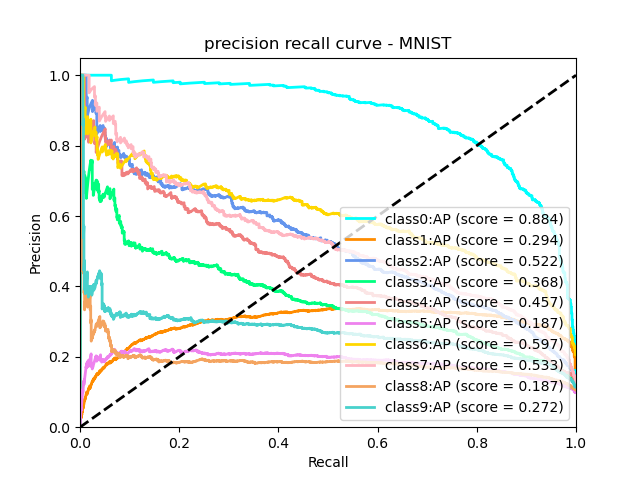 precision recall curve - MNIST
Precision
1.0
0.8
0.6
0.4
0.2
0.0
class0:AP (score = 0.884)
class1:AP (score = 0.294)
class2:AP (score = 0.522)
class3:AP (score = 0.368)
class4:AP (score = 0.457)
class5:AP (score = 0.187)
class6:AP (score = 0.597)
class7:AP (score = 0.533)
class8:AP (score = 0.187)
class9:AP (score = 0.272)
0.0 0.2 0.4 0.6 0.8 1.0
Recall